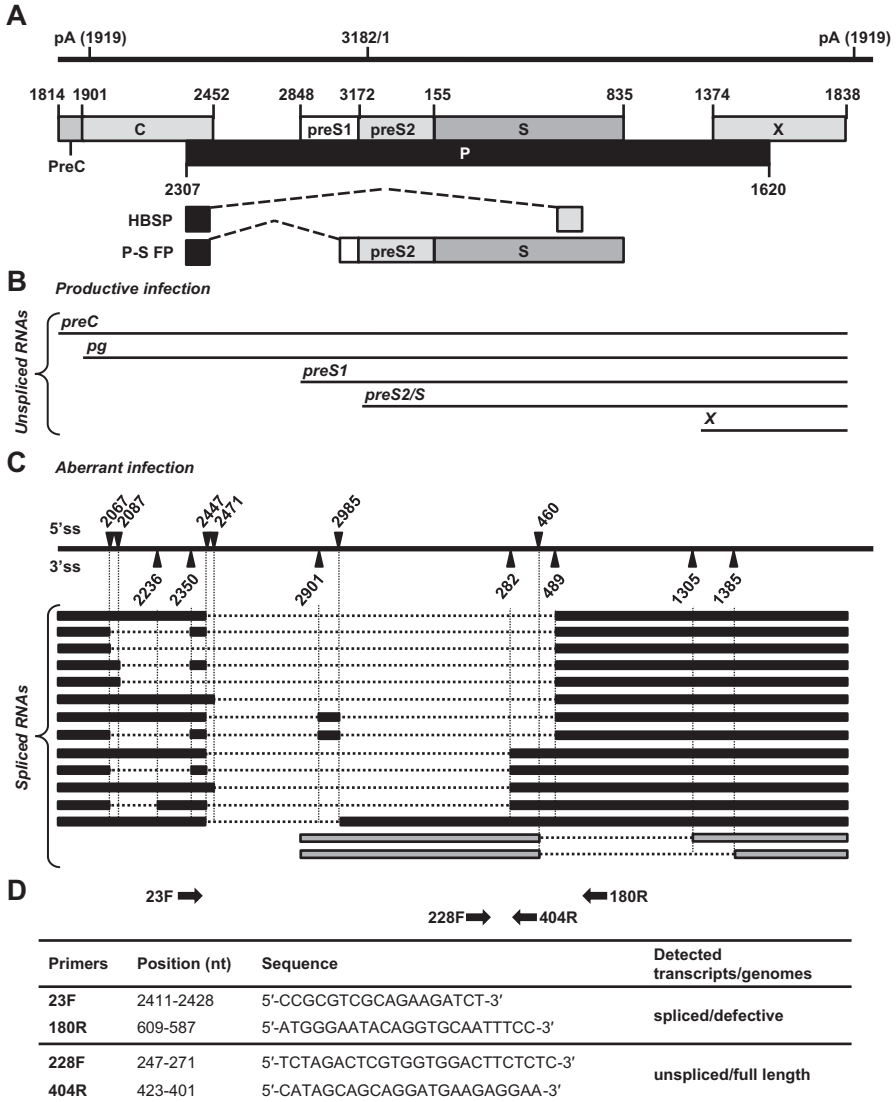 A
pA (1919)
3182/1
pA (1919)
1814 1901 2452 2848 3172 155 835 1374 1838
C preS1 preS2 S X
PreC
P
2307 1620
HBSP
P-S FP preS2 S
B Productive infection
Unspliced RNAs
preC
pg
preS1
preS2/S
X
C Aberrant infection
5′ss 2067 2087 2447 2471 2985 460
3′ss 2236 2350 2901 282 489 1305 1385
Spliced RNAs
D
23F 180R
228F 404R
Primers Position (nt) Sequence Detected transcripts/genomes
23F 2411-2428 5′-CCGCGTCGCAGAAGATCT-3′
spliced/defective
180R 609-587 5′-ATGGGAATACAGGTGCAATTTCC-3′
228F 247-271 5′-TCTAGACTCGTGGTGGACTTCTCTC-3′
unspliced/full length
404R 423-401 5′-CATAGCAGCAGGATGAAGAGGAA-3′